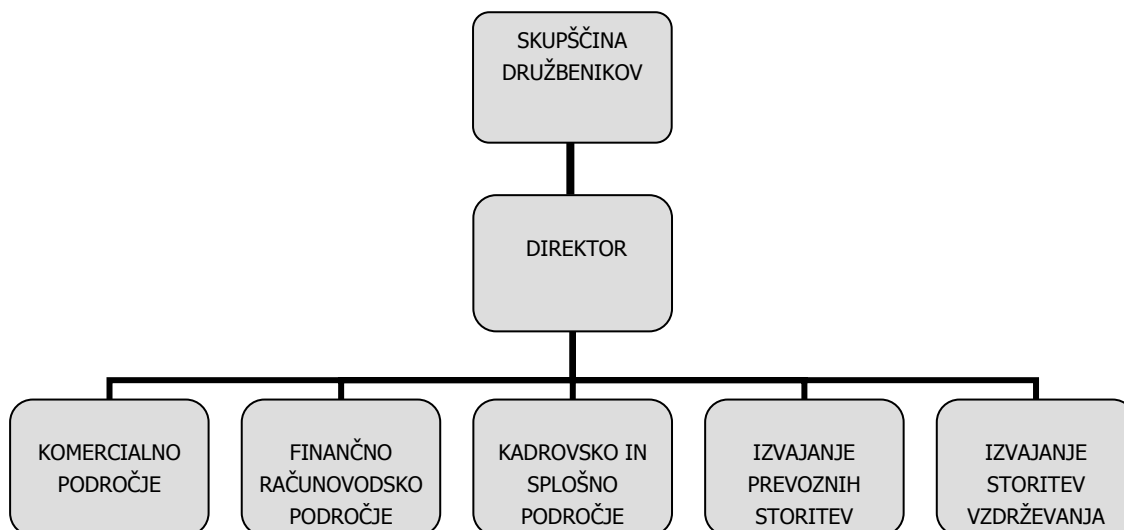 SKUPŠČINA
DRUŽBENIKOV
DIREKTOR
KOMERCIALNO
PODROČJE
FINANČNO
RAČUNOVODSKO
PODROČJE
KADROVSKO IN
SPLOŠNO
PODROČJE
IZVAJANJE
PREVOZNIH
STORITEV
IZVAJANJE
STORITEV
VZDRŽEVANJA